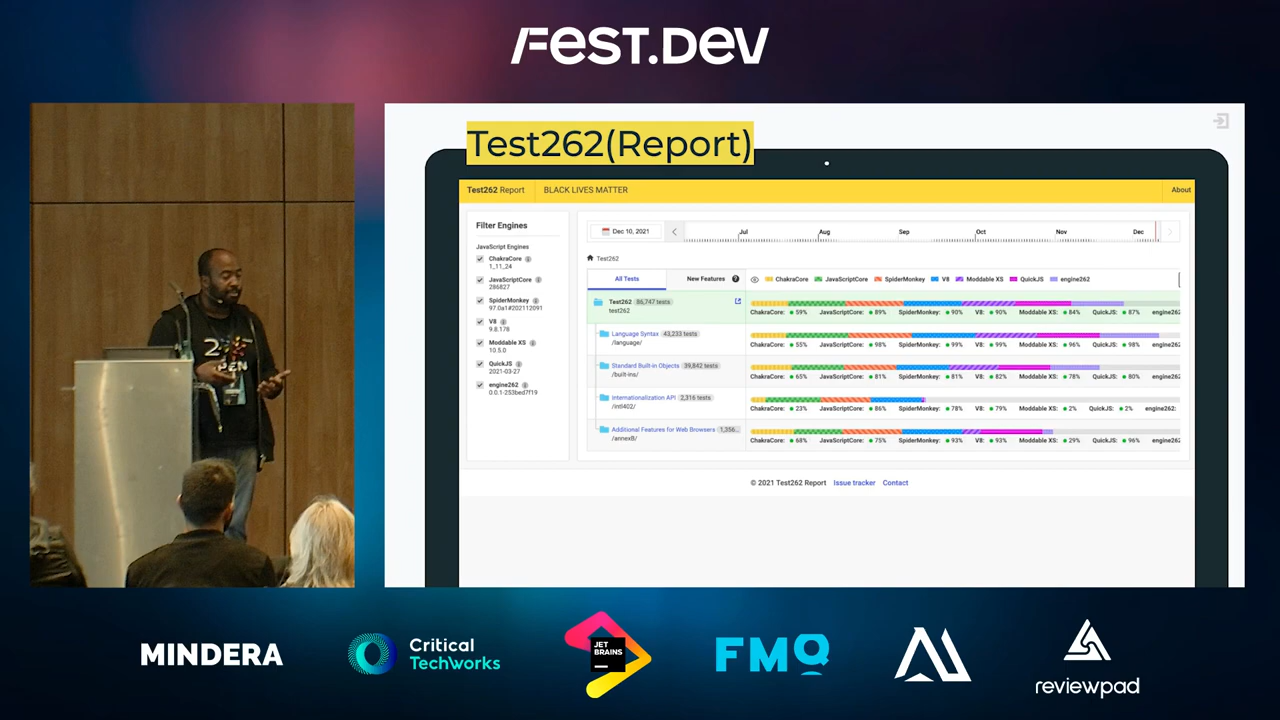 FEST.DEV
Test262(Report)
Test262 Report
BLACK LIVES MATTER
About
Filter Engines
JavaScript Engines
ChakraCore
1_11_24
JavaScriptCore
286827
SpiderMonkey
97.0a1#202112091
V8
9.8.176
Moddable XS
10.5.0
QuickJS
2021-03-27
engine262
0.0.1-253bed7f19
Dec 10, 2021
Jul Aug Sep Oct Nov Dec
Test262
All Tests
New Features
ChakraCore JavaScriptCore SpiderMonkey V8 Moddable XS QuickJS engine262
Test262 86,747 tests
test262
ChakraCore: 59% JavaScriptCore: 89% SpiderMonkey: 90% V8: 90% Moddable XS: 84% QuickJS: 87% engine262
Language Syntax 43,233 tests
/language/
ChakraCore: 55% JavaScriptCore: 98% SpiderMonkey: 99% V8: 99% Moddable XS: 96% QuickJS: 98% engine262
Standard Built-in Objects 39,842 tests
/built-ins/
ChakraCore: 65% JavaScriptCore: 81% SpiderMonkey: 81% V8: 82% Moddable XS: 78% QuickJS: 80% engine262
Internationalization API 2,316 tests
/intl402/
ChakraCore: 23% JavaScriptCore: 86% SpiderMonkey: 78% V8: 79% Moddable XS: 2% QuickJS: 2% engine262:
Additional Features for Web Browsers 1,356...
/annexB/
ChakraCore: 68% JavaScriptCore: 75% SpiderMonkey: 93% V8: 93% Moddable XS: 29% QuickJS: 96% engine262
© 2021 Test262 Report Issue tracker Contact
MINDERA
Critical
TechWorks
JET
BRAINS
FMQ
reviewpad